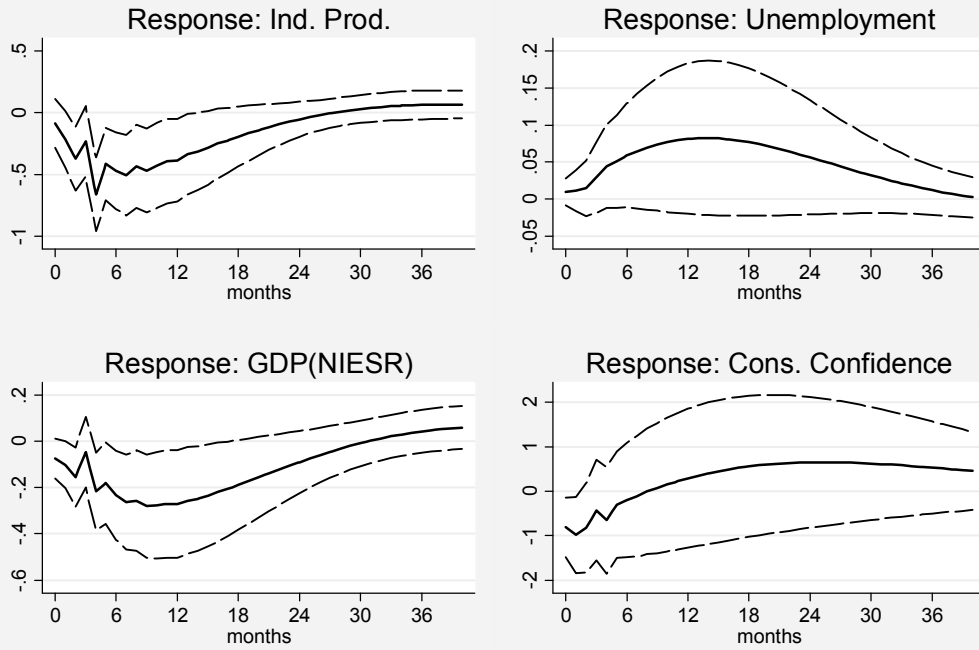 Response: Ind. Prod.
.5
0
-.5
-1
0 6 12 18 24 30 36
months
Response: Unemployment
.2
.15
.1
.05
0
-.05
0 6 12 18 24 30 36
months
Response: GDP(NIESR)
.2
0
-.2
-.4
-.6
0 6 12 18 24 30 36
months
Response: Cons. Confidence
2
1
0
-1
-2
0 6 12 18 24 30 36
months